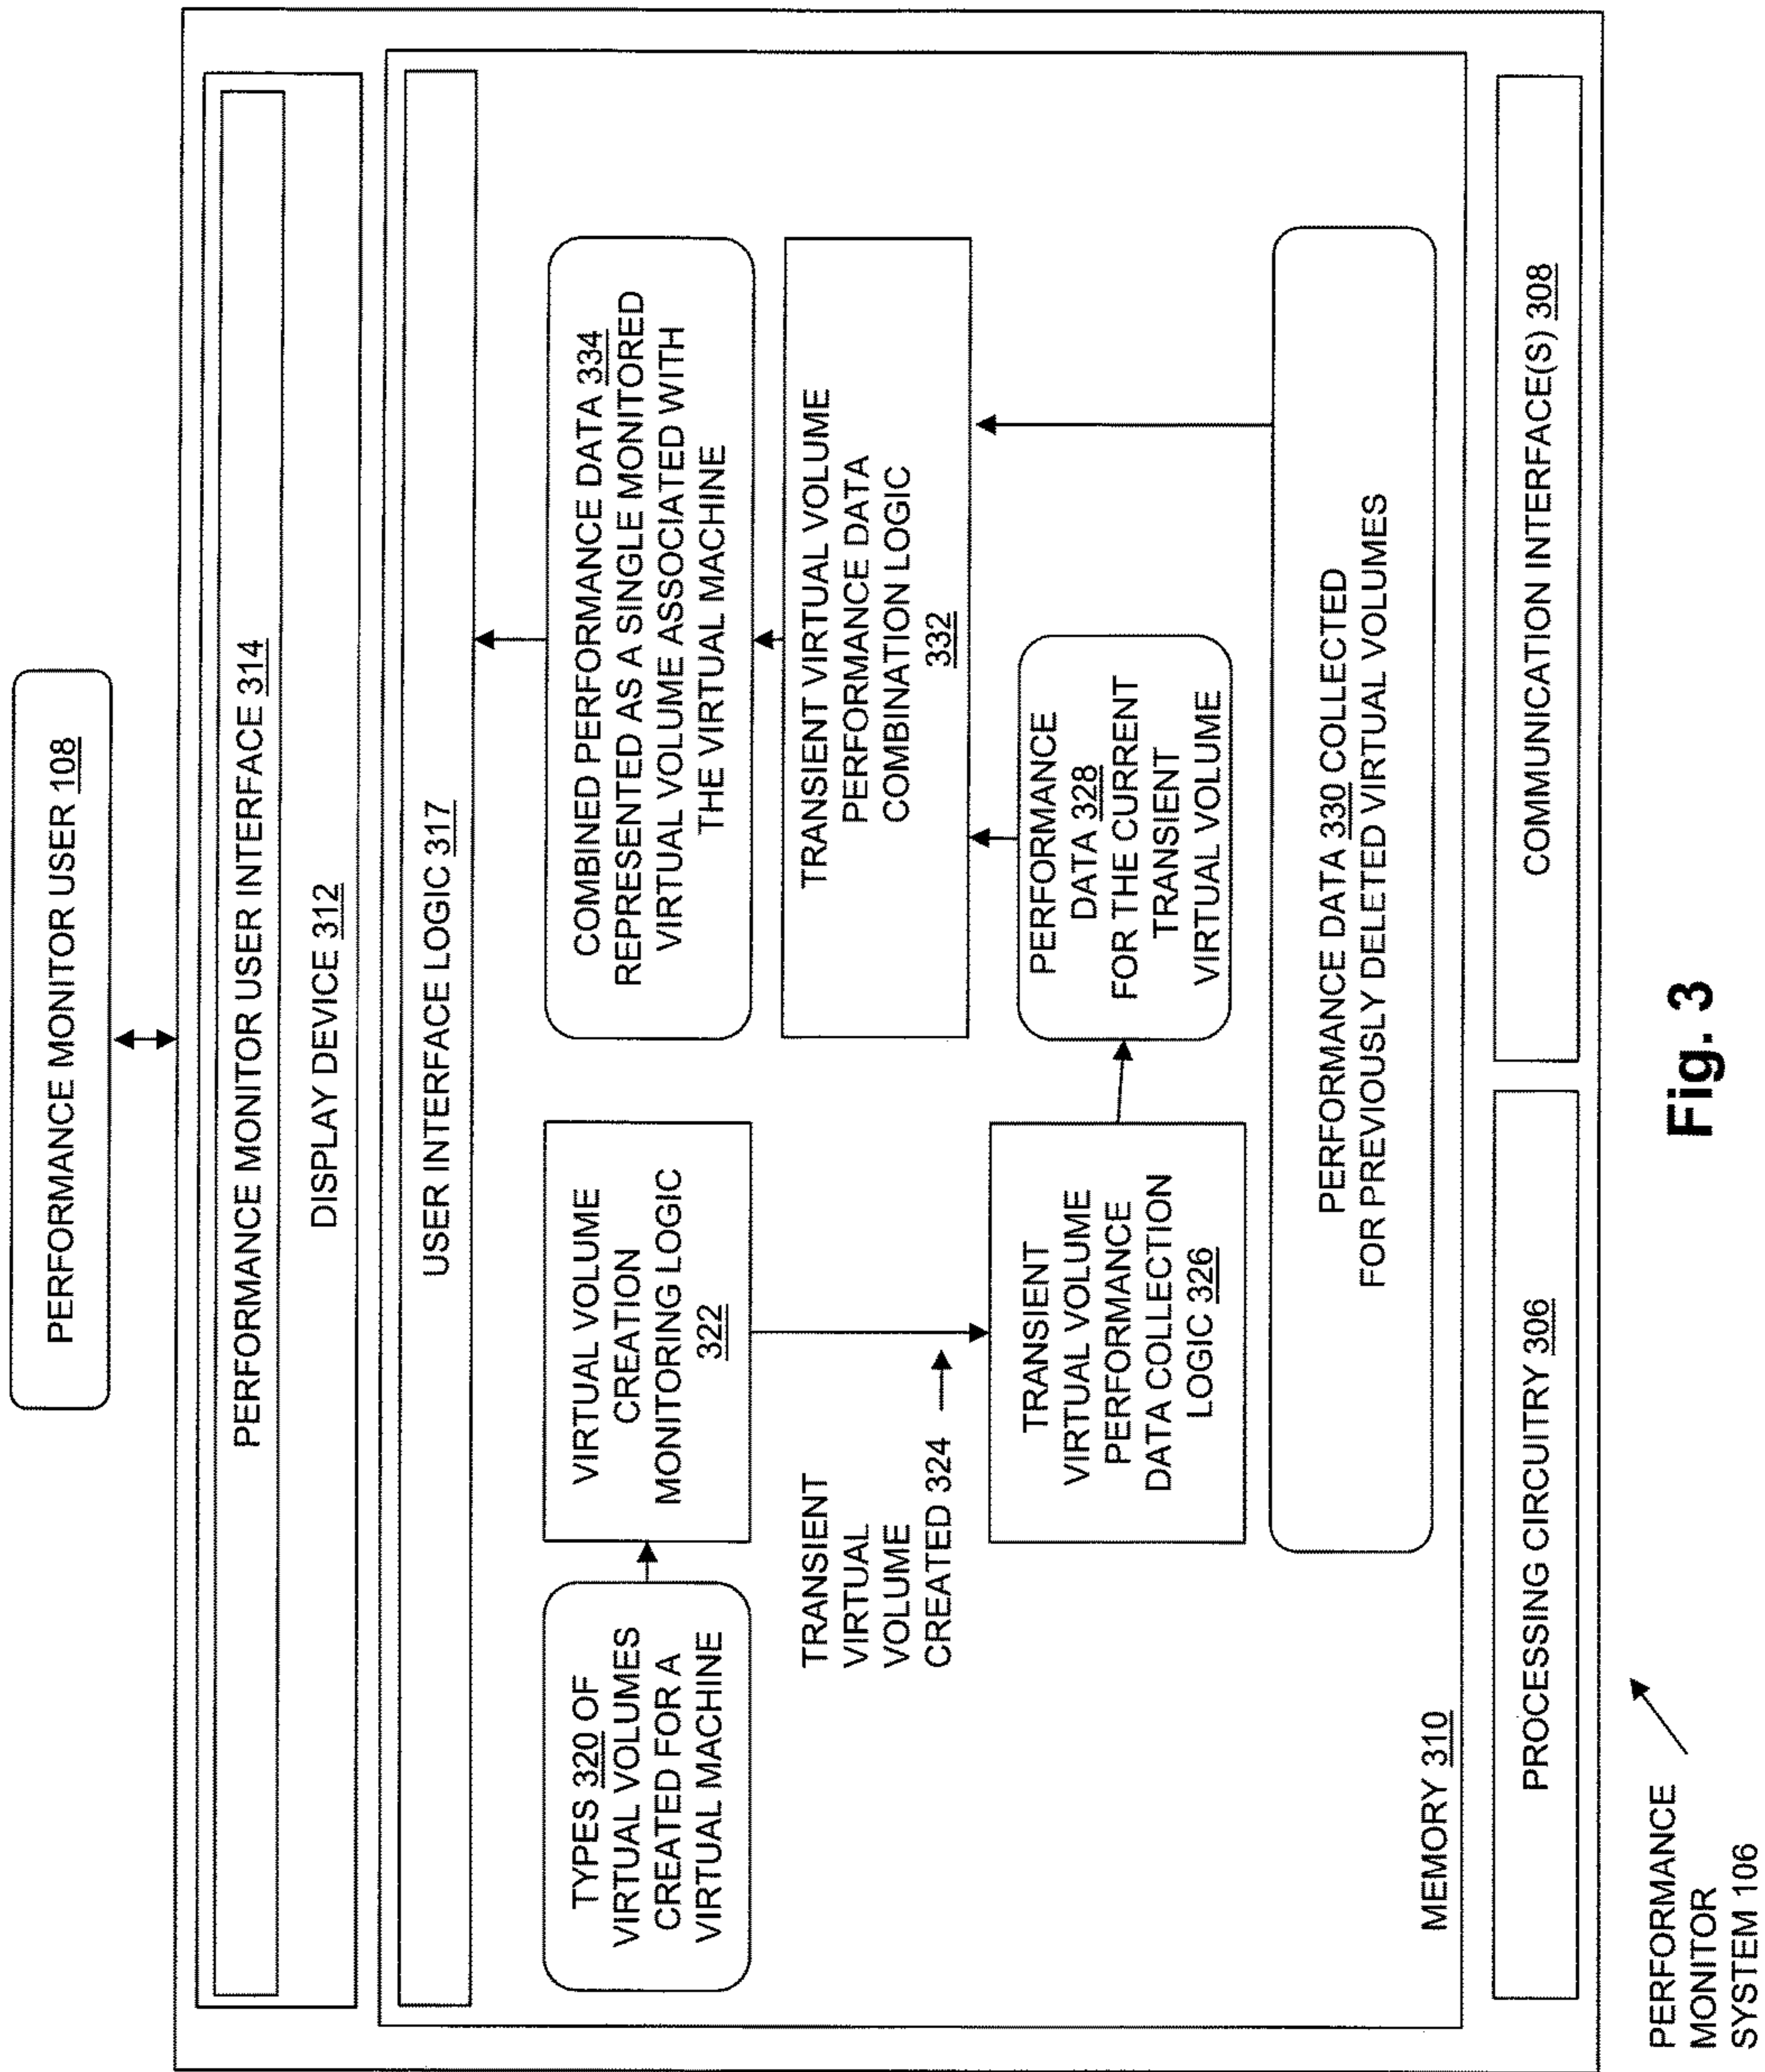 PERFORMANCE MONITOR USER 108
PERFORMANCE MONITOR USER INTERFACE 314
DISPLAY DEVICE 312
USER INTERFACE LOGIC 317
TYPES 320 OF
VIRTUAL VOLUMES
CREATED FOR A
VIRTUAL MACHINE
VIRTUAL VOLUME
CREATION
MONITORING LOGIC
322
COMBINED PERFORMANCE DATA 334
REPRESENTED AS A SINGLE MONITORED
VIRTUAL VOLUME ASSOCIATED WITH
THE VIRTUAL MACHINE
TRANSIENT
VIRTUAL
VOLUME
CREATED 324
TRANSIENT VIRTUAL VOLUME
PERFORMANCE DATA
COMBINATION LOGIC
332
TRANSIENT
VIRTUAL VOLUME
PERFORMANCE
DATA COLLECTION
LOGIC 326
PERFORMANCE
DATA 328
FOR THE CURRENT
TRANSIENT
VIRTUAL VOLUME
PERFORMANCE DATA 330 COLLECTED
FOR PREVIOUSLY DELETED VIRTUAL VOLUMES
MEMORY 310
PROCESSING CIRCUITRY 306
COMMUNICATION INTERFACE(S) 308
PERFORMANCE
MONITOR
SYSTEM 106
Fig. 3